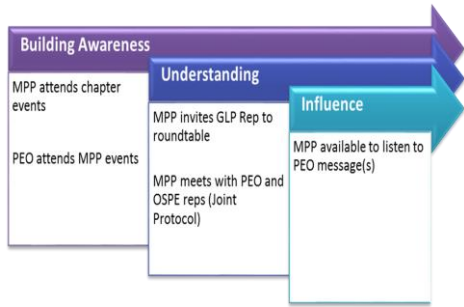 Building Awareness
MPP attends chapter
events
PEO attends MPP events
Understanding
MPP invites GLP Rep to
roundtable
MPP meets with PEO and
OSPE reps (Joint
Protocol)
Influence
MPP available to listen to
PEO message(s)